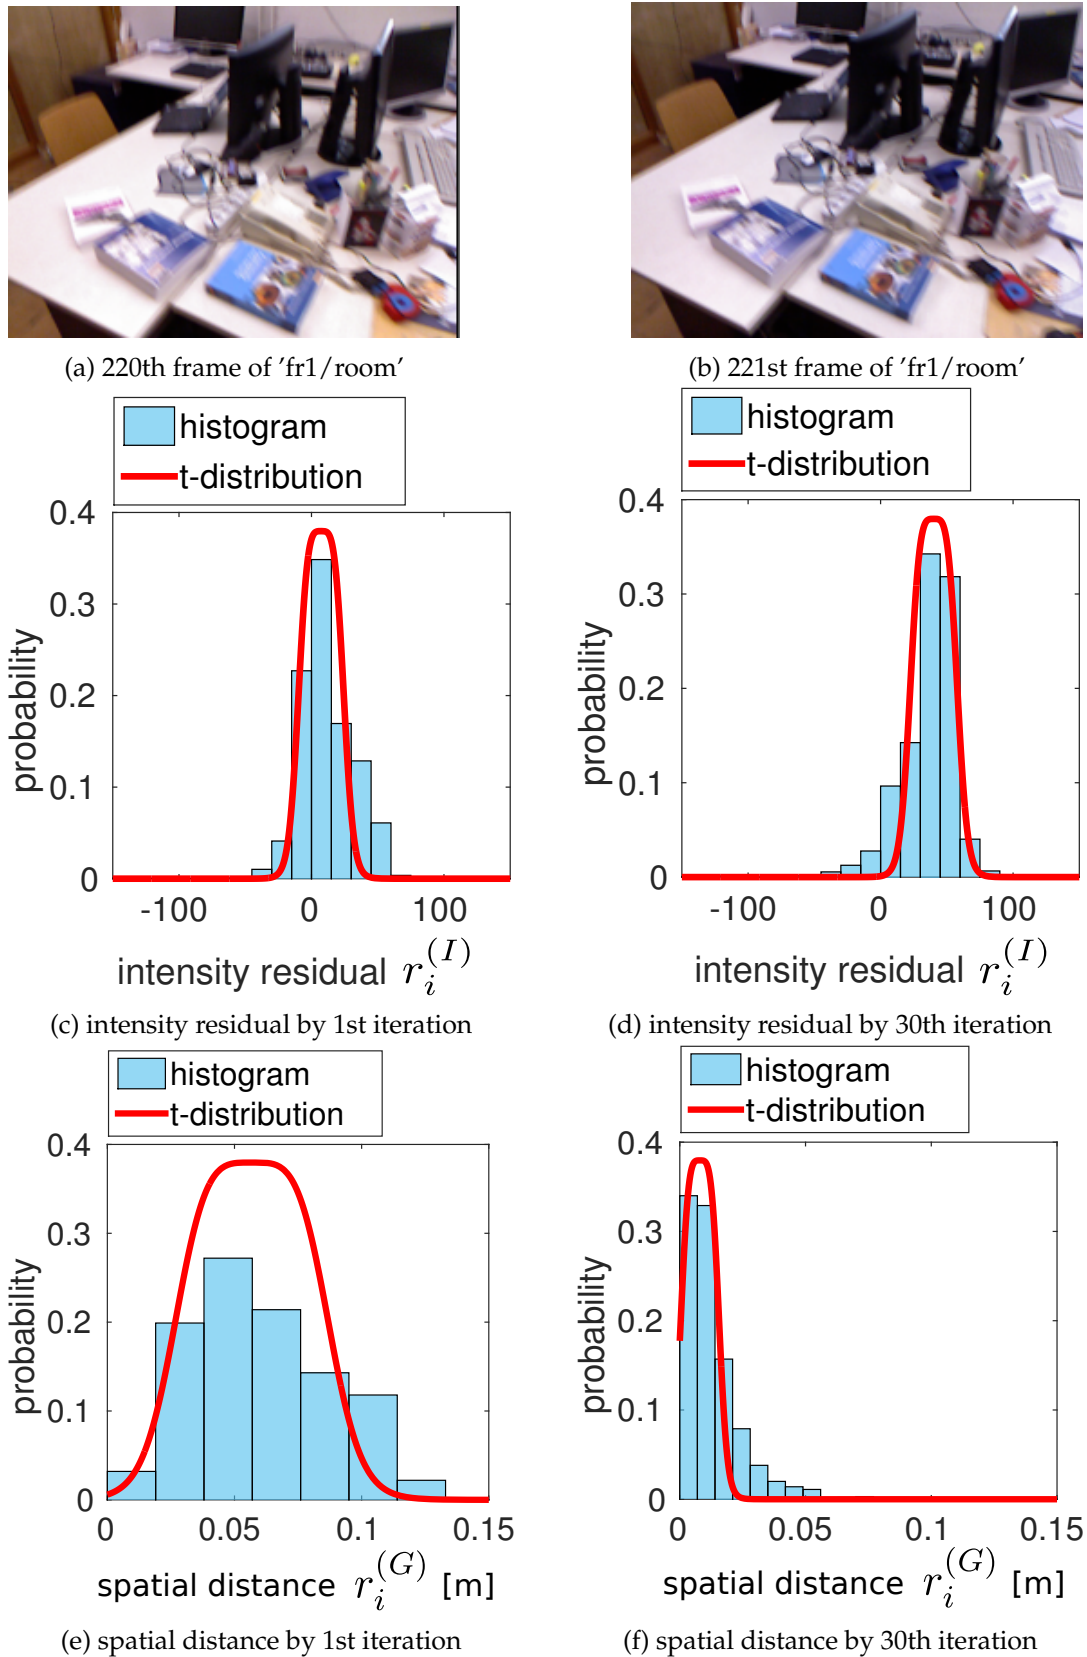 (a) 220th frame of ’fr1/room’
(b) 221st frame of ’fr1/room’
histogram
t-distribution
0.4
0.3
0.2
0.1
0
probability
-100 0 100
intensity residual r_i^{(I)}
(c) intensity residual by 1st iteration
histogram
t-distribution
0.4
0.3
0.2
0.1
0
probability
-100 0 100
intensity residual r_i^{(I)}
(d) intensity residual by 30th iteration
histogram
t-distribution
0.4
0.3
0.2
0.1
0
probability
0 0.05 0.1 0.15
spatial distance r_i^{(G)} [m]
(e) spatial distance by 1st iteration
histogram
t-distribution
0.4
0.3
0.2
0.1
0
probability
0 0.05 0.1 0.15
spatial distance r_i^{(G)} [m]
(f) spatial distance by 30th iteration